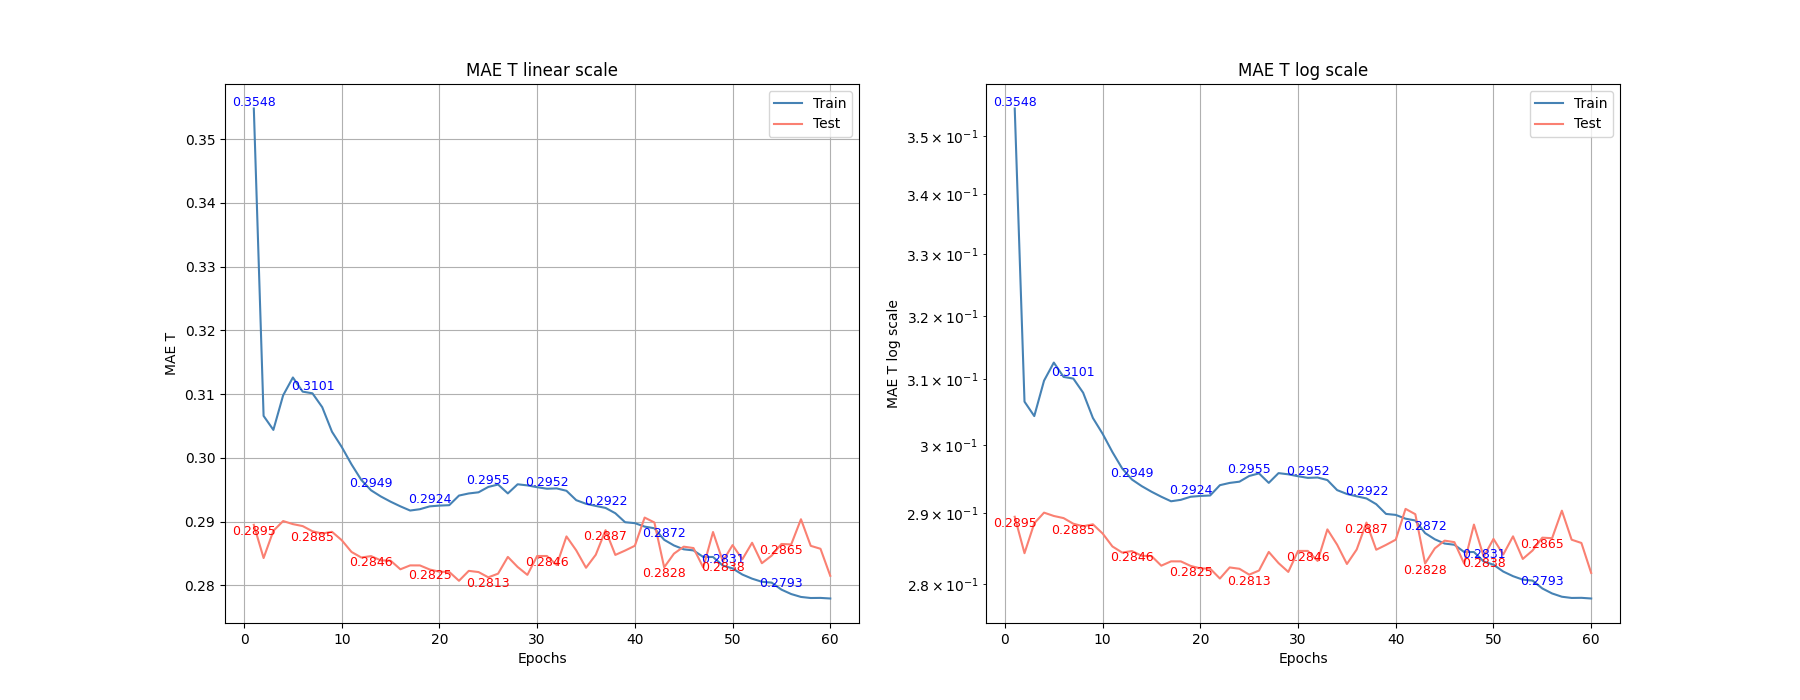 MAE T linear scale
0.35
0.34
0.33
0.32
0.31
0.30
0.29
0.28
MAE T
0 10 20 30 40 50 60
Epochs
Train
Test
0.3548
0.3101
0.2949
0.2924
0.2955
0.2952
0.2922
0.2872
0.2831
0.2793
0.2895
0.2885
0.2846
0.2825
0.2813
0.2846
0.2887
0.2828
0.2838
0.2865
MAE T log scale
3.5 × 10⁻¹
3.4 × 10⁻¹
3.3 × 10⁻¹
3.2 × 10⁻¹
3.1 × 10⁻¹
3 × 10⁻¹
2.9 × 10⁻¹
2.8 × 10⁻¹
MAE T log scale
0 10 20 30 40 50 60
Epochs
Train
Test
0.3548
0.3101
0.2949
0.2924
0.2955
0.2952
0.2922
0.2872
0.2831
0.2793
0.2895
0.2885
0.2846
0.2825
0.2813
0.2846
0.2887
0.2828
0.2838
0.2865